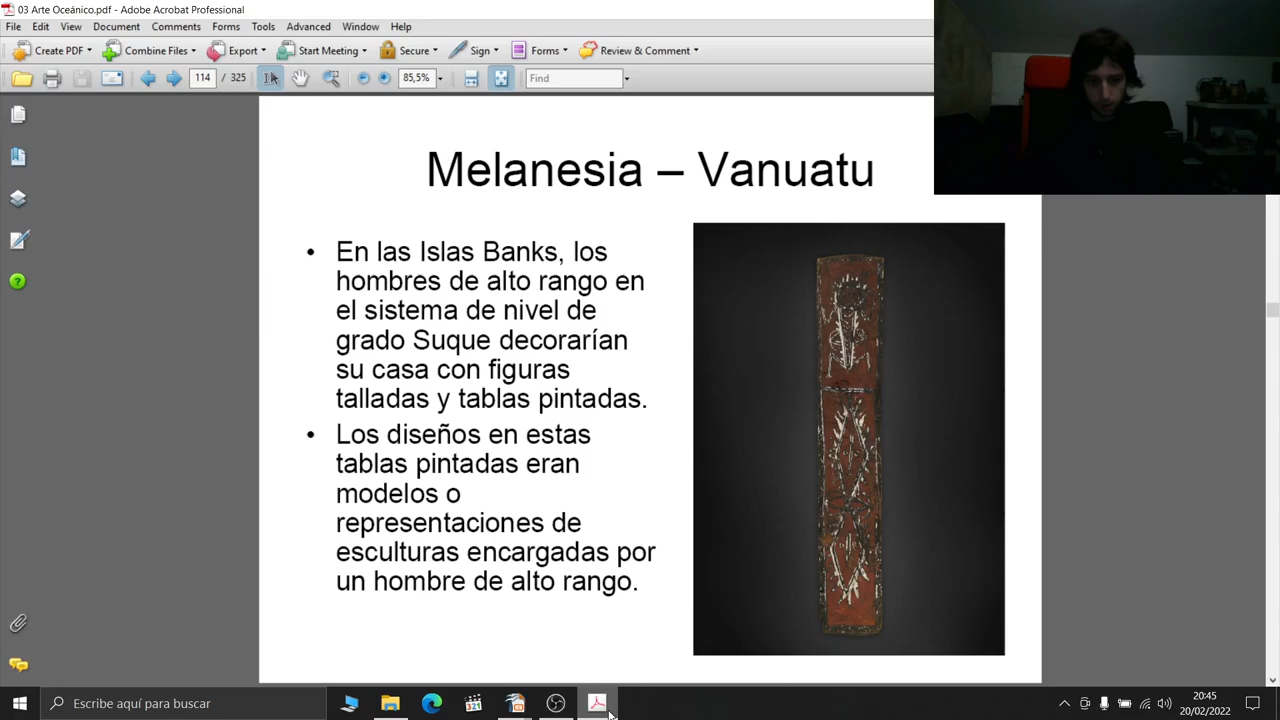 03 Arte Oceánico.pdf - Adobe Acrobat Professional
File Edit View Document Comments Forms Tools Advanced Window Help
Create PDF Combine Files Export Start Meeting Secure Sign Forms Review & Comment
114 / 325 85,5% Find
Melanesia – Vanuatu
• En las Islas Banks, los
hombres de alto rango en
el sistema de nivel de
grado Suque decorarían
su casa con figuras
talladas y tablas pintadas.
• Los diseños en estas
tablas pintadas eran
modelos o
representaciones de
esculturas encargadas por
un hombre de alto rango.
Escribe aquí para buscar
321
20:45
20/02/2022